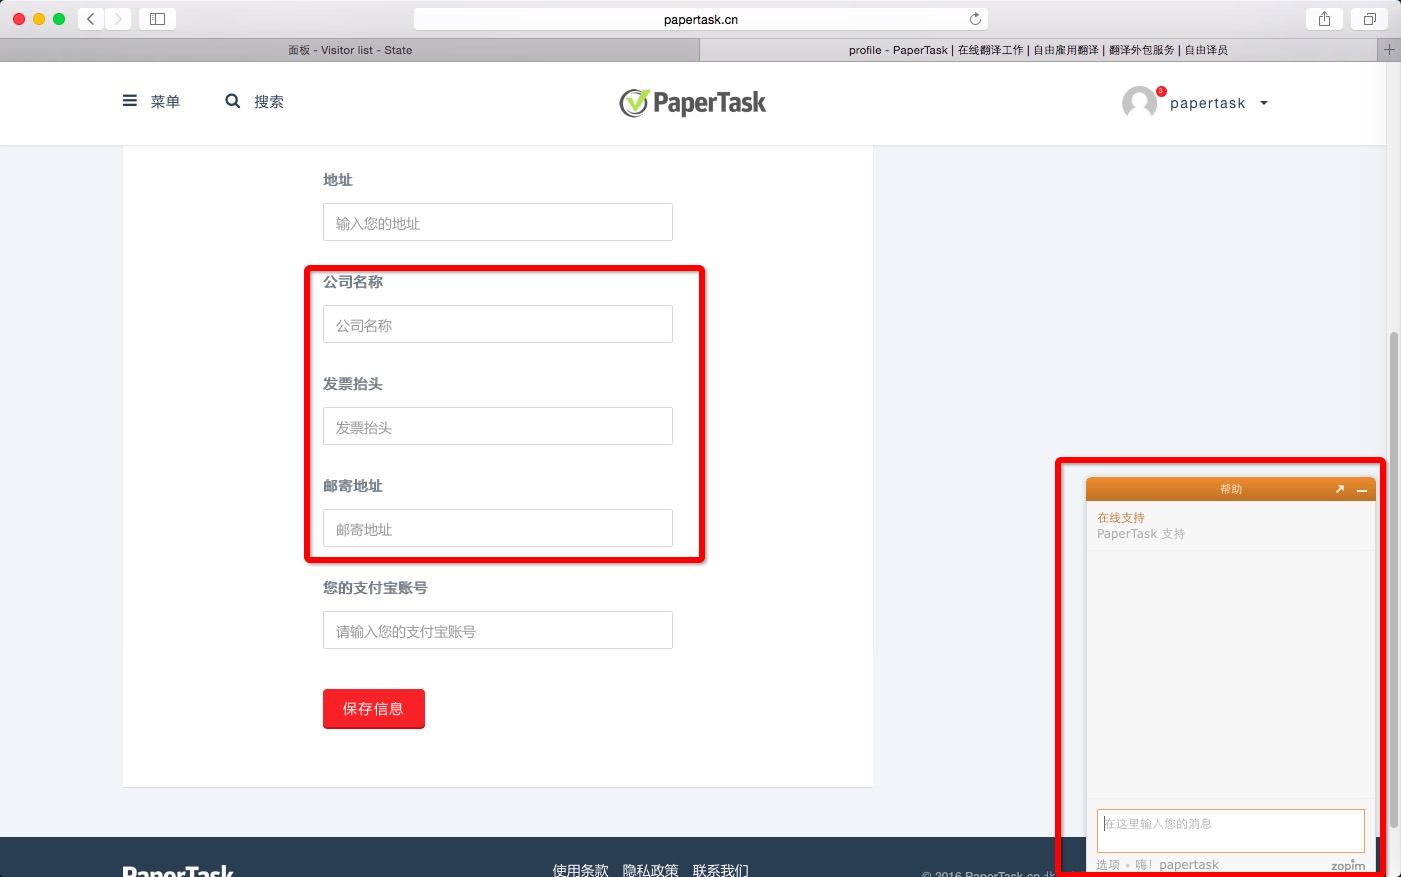 papertask.cn
面板 - Visitor list - State
profile - PaperTask | 在线翻译工作 | 自由雇用翻译 | 翻译外包服务 | 自由译员
菜单
搜索
PaperTask
3
papertask
地址
输入您的地址
公司名称
公司名称
发票抬头
发票抬头
邮寄地址
邮寄地址
您的支付宝账号
请输入您的支付宝账号
保存信息
帮助
在线支持
PaperTask 支持
在这里输入您的消息
选项 • 嗨！papertask
zopim
PaperTask
使用条款 隐私政策 联系我们
© 2016 PaperTask.cn